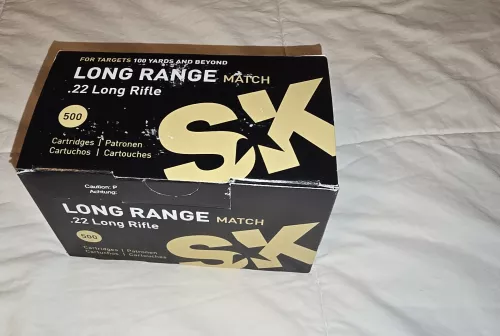 FOR TARGETS 100 YARDS AND BEYOND
LONG RANGE MATCH
.22 Long Rifle
500
SK
Cartridges | Patronen
Cartuchos | Cartouches
Caution: P
Achtung:
LONG RANGE MATCH
.22 Long Rifle
500
SK
Cartridges | Patronen
Cartuchos | Cartouches